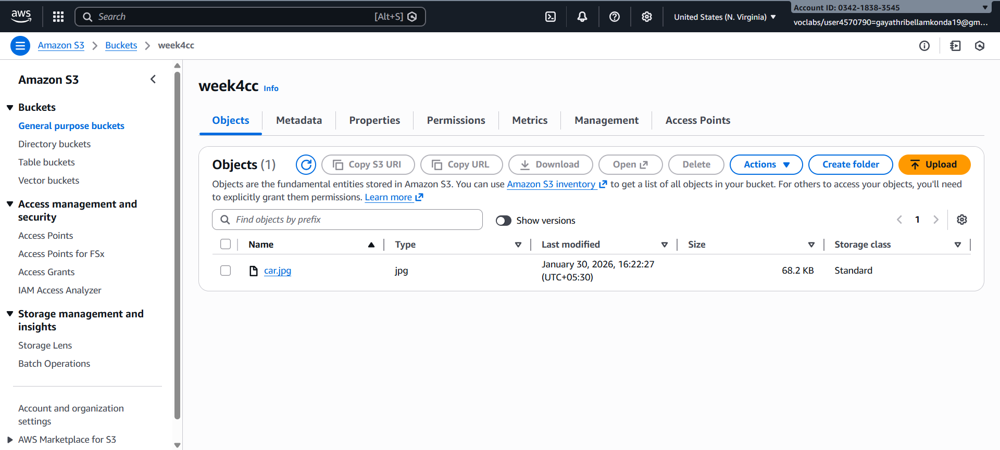 aws
Search
[Alt+S]
United States (N. Virginia)
Account ID: 0342-1838-3545
voclabs/user4570790=gayathribellamkonda19@gm...
Amazon S3
Buckets
week4cc
Amazon S3
Buckets
General purpose buckets
Directory buckets
Table buckets
Vector buckets
Access management and
security
Access Points
Access Points for FSx
Access Grants
IAM Access Analyzer
Storage management and
insights
Storage Lens
Batch Operations
Account and organization
settings
AWS Marketplace for S3
week4cc Info
Objects
Metadata
Properties
Permissions
Metrics
Management
Access Points
Objects (1)
Copy S3 URI
Copy URL
Download
Open
Delete
Actions
Create folder
Upload
Objects are the fundamental entities stored in Amazon S3. You can use Amazon S3 inventory to get a list of all objects in your bucket. For others to access your objects, you'll need
to explicitly grant them permissions. Learn more
Find objects by prefix
Show versions
1
Name
Type
Last modified
Size
Storage class
car.jpg
jpg
January 30, 2026, 16:22:27
(UTC+05:30)
68.2 KB
Standard